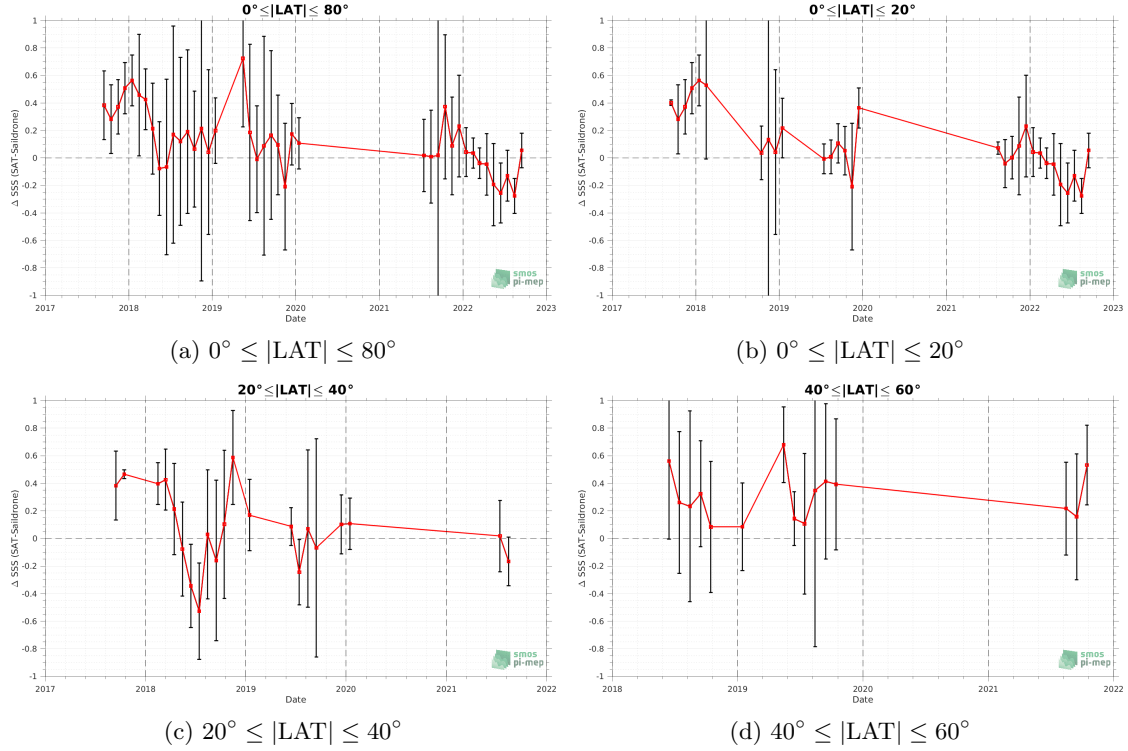 0°≤|LAT|≤ 80°
1
0.8
0.6
0.4
0.2
0
-0.2
-0.4
-0.6
-0.8
-1
Δ SSS (SAT-Saildrone)
2017 2018 2019 2020 2021 2022 2023
Date
smos
pi-mep
(a) 0° ≤ |LAT| ≤ 80°
0°≤|LAT|≤ 20°
1
0.8
0.6
0.4
0.2
0
-0.2
-0.4
-0.6
-0.8
-1
Δ SSS (SAT-Saildrone)
2017 2018 2019 2020 2021 2022 2023
Date
smos
pi-mep
(b) 0° ≤ |LAT| ≤ 20°
20°≤|LAT|≤ 40°
1
0.8
0.6
0.4
0.2
0
-0.2
-0.4
-0.6
-0.8
-1
Δ SSS (SAT-Saildrone)
2017 2018 2019 2020 2021 2022
Date
smos
pi-mep
(c) 20° ≤ |LAT| ≤ 40°
40°≤|LAT|≤ 60°
1
0.8
0.6
0.4
0.2
0
-0.2
-0.4
-0.6
-0.8
-1
Δ SSS (SAT-Saildrone)
2018 2019 2020 2021 2022
Date
smos
pi-mep
(d) 40° ≤ |LAT| ≤ 60°